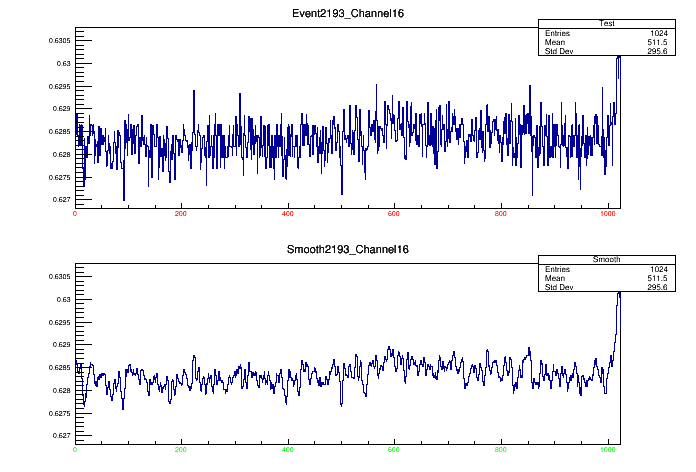 Event2193_Channel16
Test
Entries 1024
Mean 511.5
Std Dev 295.6
0.6305
0.63
0.6295
0.629
0.6285
0.628
0.6275
0.627
0 200 400 600 800 1000
Smooth2193_Channel16
Smooth
Entries 1024
Mean 511.5
Std Dev 295.6
0.6305
0.63
0.6295
0.629
0.6285
0.628
0.6275
0.627
0 200 400 600 800 1000